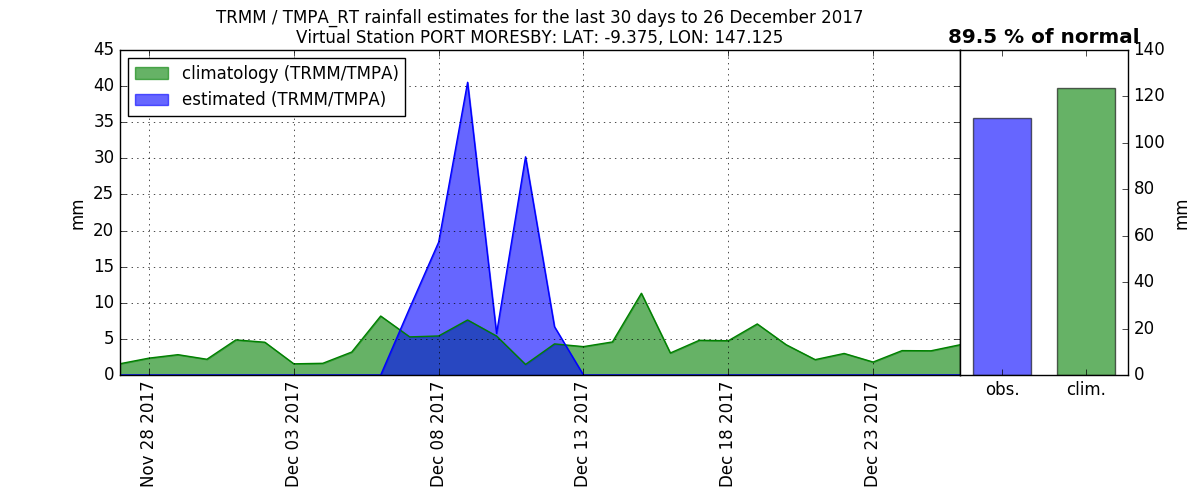 TRMM / TMPA_RT rainfall estimates for the last 30 days to 26 December 2017
Virtual Station PORT MORESBY: LAT: -9.375, LON: 147.125
89.5 % of normal
climatology (TRMM/TMPA)
estimated (TRMM/TMPA)
mm
45
40
35
30
25
20
15
10
5
0
Nov 28 2017
Dec 03 2017
Dec 08 2017
Dec 13 2017
Dec 18 2017
Dec 23 2017
obs.
clim.
140
120
100
80
60
40
20
0
mm